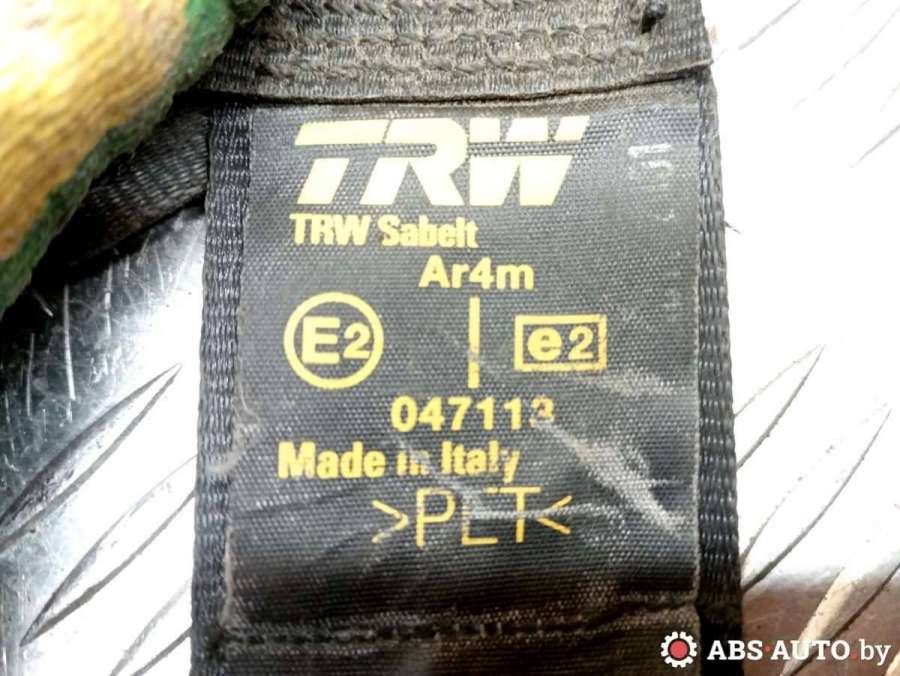 TRW
TRW Sabelt
Ar4m
E2 e2
047113
Made in Italy
>PET<
ABS-AUTO.by